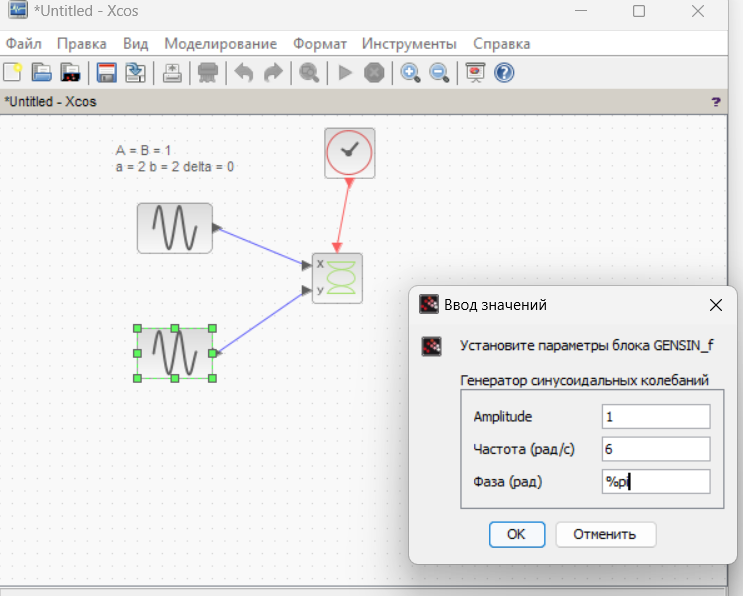 *Untitled - Xcos
Файл Правка Вид Моделирование Формат Инструменты Справка
*Untitled - Xcos ?
A = B = 1
a = 2 b = 2 delta = 0
x
y
Ввод значений
Установите параметры блока GENSIN_f
Генератор синусоидальных колебаний
Amplitude 1
Частота (рад/с) 6
Фаза (рад) %pi
OK Отменить